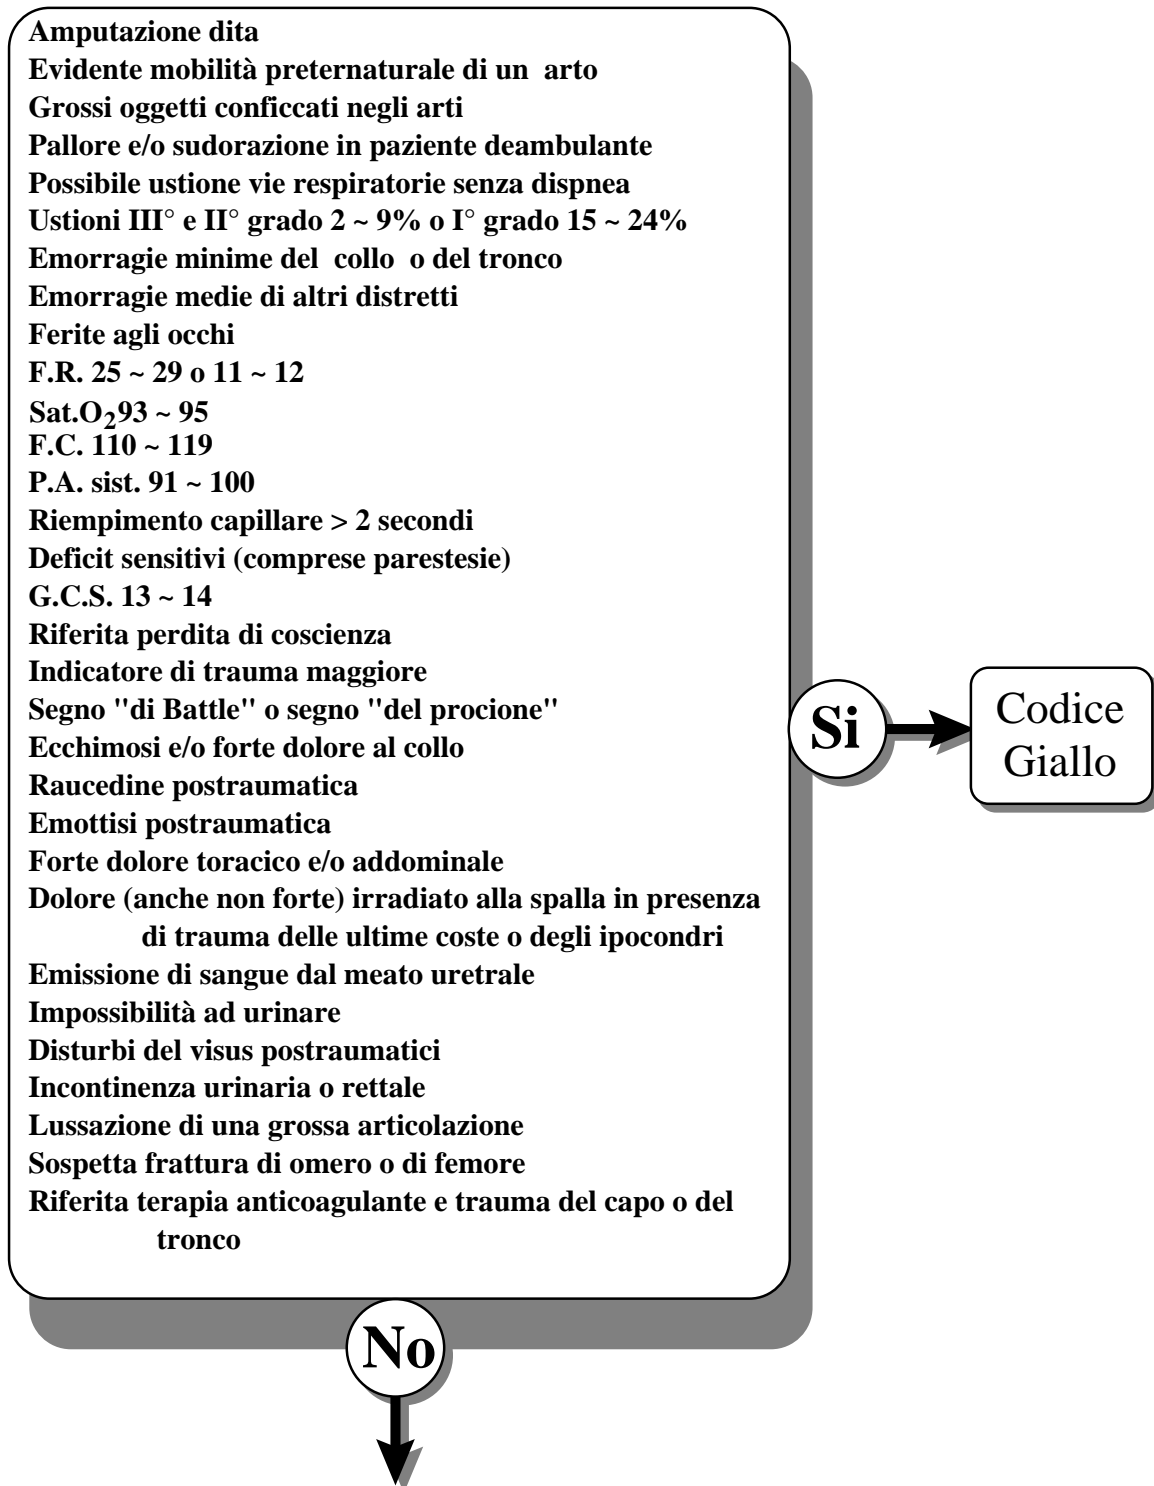 Amputazione dita
Evidente mobilità preternaturale di un arto
Grossi oggetti conficcati negli arti
Pallore e/o sudorazione in paziente deambulante
Possibile ustione vie respiratorie senza dispnea
Ustioni III° e II° grado 2 ~ 9% o I° grado 15 ~ 24%
Emorragie minime del collo o del tronco
Emorragie medie di altri distretti
Ferite agli occhi
F.R. 25 ~ 29 o 11 ~ 12
Sat.O₂93 ~ 95
F.C. 110 ~ 119
P.A. sist. 91 ~ 100
Riempimento capillare > 2 secondi
Deficit sensitivi (comprese parestesie)
G.C.S. 13 ~ 14
Riferita perdita di coscienza
Indicatore di trauma maggiore
Segno "di Battle" o segno "del procione"
Ecchimosi e/o forte dolore al collo
Raucedine postraumatica
Emottisi postraumatica
Forte dolore toracico e/o addominale
Dolore (anche non forte) irradiato alla spalla in presenza
di trauma delle ultime coste o degli ipocondri
Emissione di sangue dal meato uretrale
Impossibilità ad urinare
Disturbi del visus postraumatici
Incontinenza urinaria o rettale
Lussazione di una grossa articolazione
Sospetta frattura di omero o di femore
Riferita terapia anticoagulante e trauma del capo o del
tronco
Si
Codice
Giallo
No